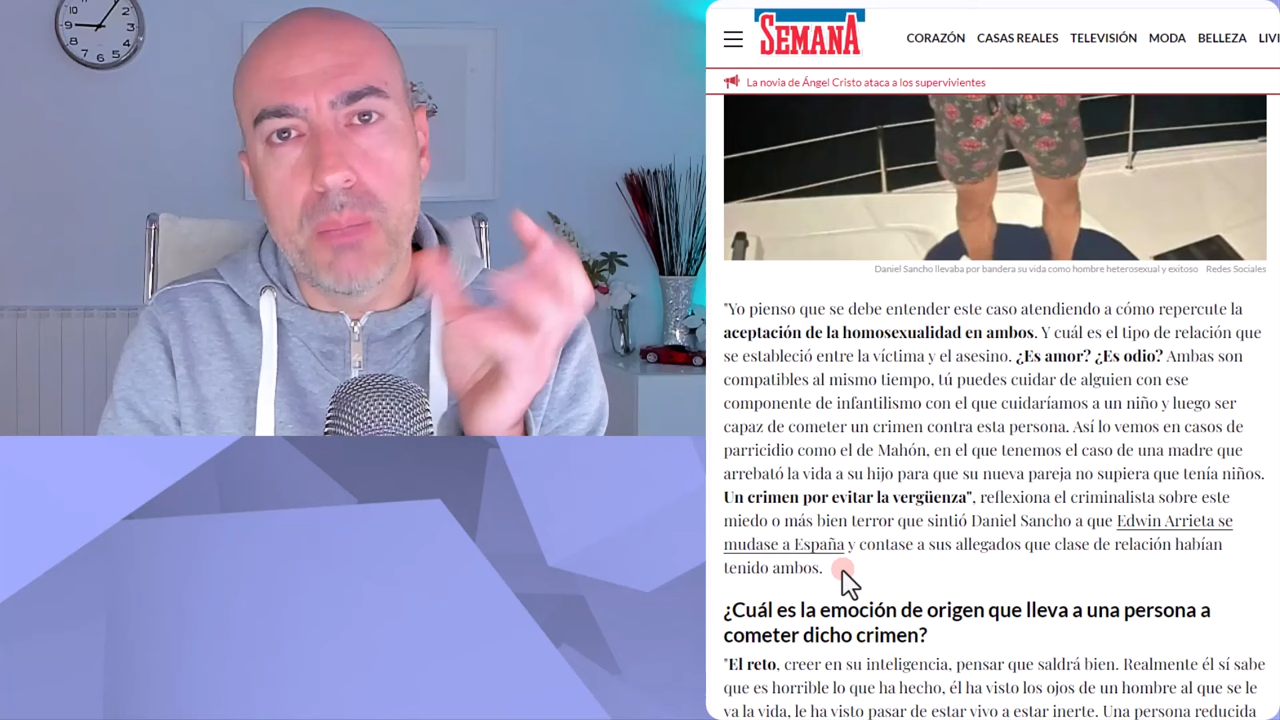 10
9
8
7
6
5
4
3
2
SEMANA
CORAZÓN CASAS REALES TELEVISIÓN MODA BELLEZA LIVI
La novia de Ángel Cristo ataca a los supervivientes
Daniel Sancho llevaba por bandera su vida como hombre heterosexual y exitoso Redes Sociales
"Yo pienso que se debe entender este caso atendiendo a cómo repercute la
aceptación de la homosexualidad en ambos. Y cuál es el tipo de relación que
se estableció entre la víctima y el asesino. ¿Es amor? ¿Es odio? Ambas son
compatibles al mismo tiempo, tú puedes cuidar de alguien con ese
componente de infantilismo con el que cuidaríamos a un niño y luego ser
capaz de cometer un crimen contra esta persona. Así lo vemos en casos de
parricidio como el de Mahón, en el que tenemos el caso de una madre que
arrebató la vida a su hijo para que su nueva pareja no supiera que tenía niños.
Un crimen por evitar la vergüenza", reflexiona el criminalista sobre este
miedo o más bien terror que sintió Daniel Sancho a que Edwin Arrieta se
mudase a España y contase a sus allegados que clase de relación habían
tenido ambos.
¿Cuál es la emoción de origen que lleva a una persona a
cometer dicho crimen?
"El reto, creer en su inteligencia, pensar que saldrá bien. Realmente él sí sabe
que es horrible lo que ha hecho, él ha visto los ojos de un hombre al que se le
va la vida, le ha visto pasar de estar vivo a estar inerte. Una persona reducida